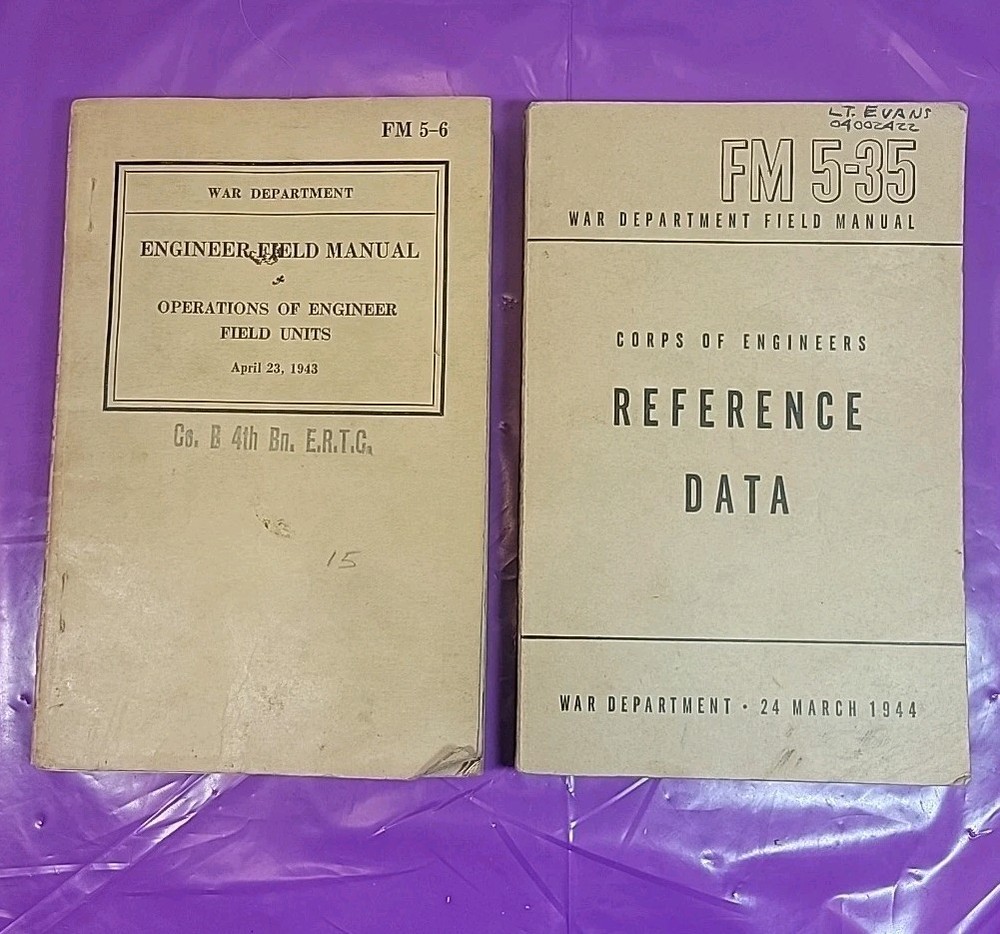 FM 5-6
WAR DEPARTMENT
ENGINEER FIELD MANUAL
OPERATIONS OF ENGINEER
FIELD UNITS
April 23, 1943
Co. B 4th Bn. E.R.T.C.
15
LT. EVANS
04002422
FM 5-35
WAR DEPARTMENT FIELD MANUAL
CORPS OF ENGINEERS
REFERENCE
DATA
WAR DEPARTMENT • 24 MARCH 1944